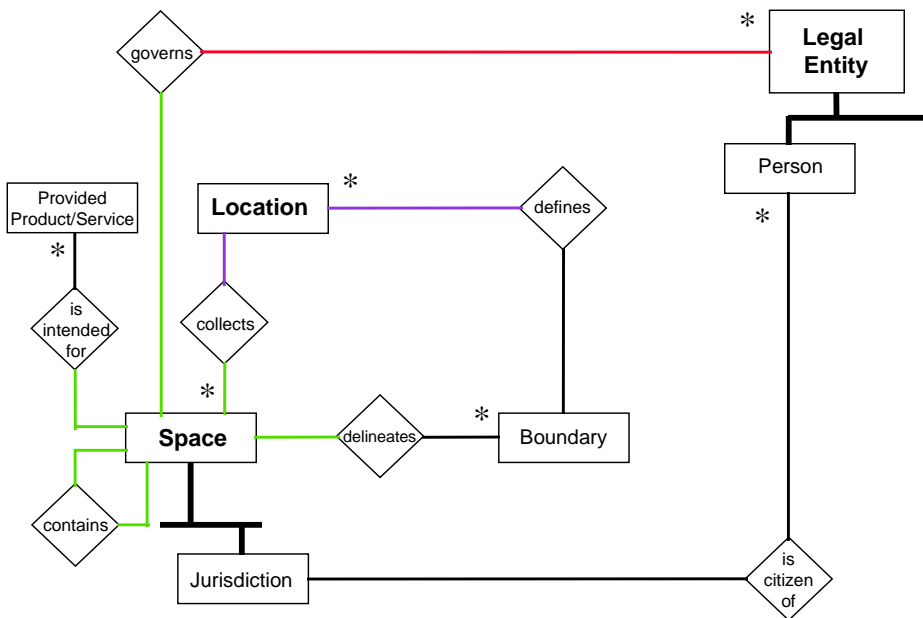 *
Legal
Entity
governs
Person
*
Provided
Product/Service
*
Location
*
defines
is
intended
for
collects
*
Space
delineates
*
Boundary
contains
Jurisdiction
is
citizen
of